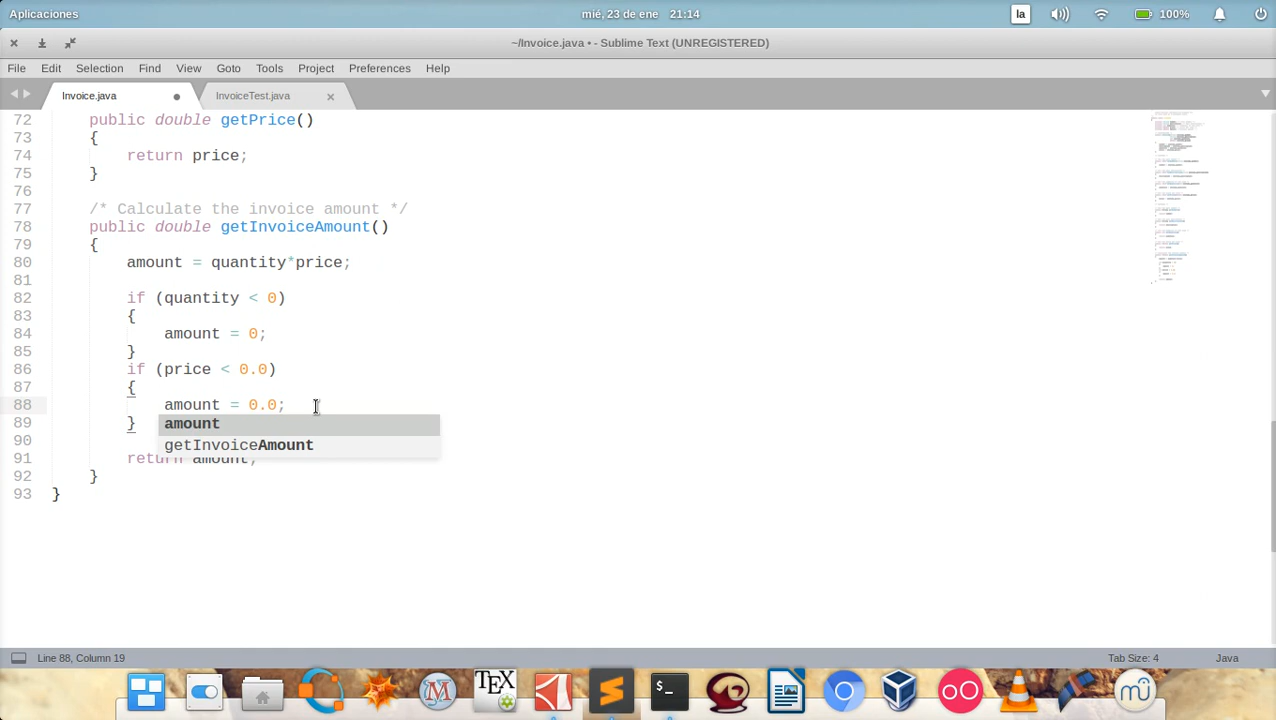 Aplicaciones mié, 23 de ene 21:14 la 100%
~/Invoice.java • - Sublime Text (UNREGISTERED)
File Edit Selection Find View Goto Tools Project Preferences Help
Invoice.java InvoiceTest.java
72 public double getPrice()
73 {
74 return price;
75 }
76
77 /* Calculate the invoice amount */
78 public double getInvoiceAmount()
79 {
80 amount = quantity*price;
81
82 if (quantity < 0)
83 {
84 amount = 0;
85 }
86 if (price < 0.0)
87 {
88 amount = 0.0;
89 } amount
90 getInvoiceAmount
91 return amount;
92 }
93 }
Line 88, Column 19 Tab Size: 4 Java
TEX $_ mu